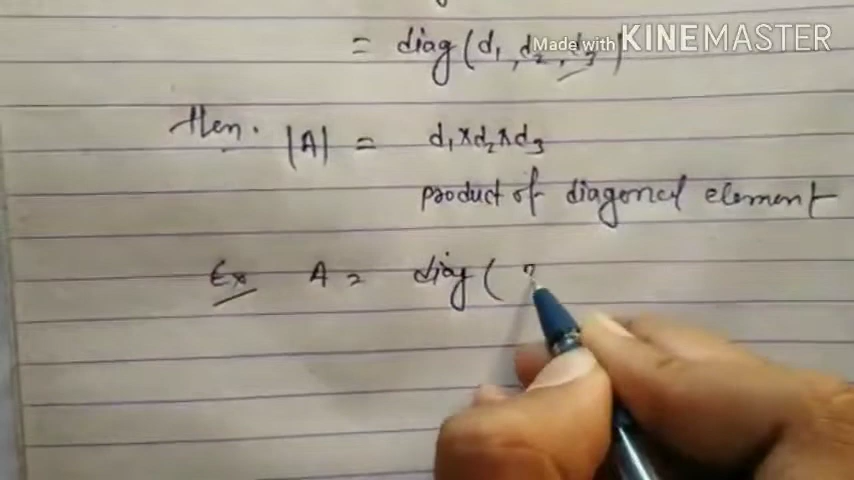 = diag(d1, d2, d3)
Made with KINEMASTER
then. |A| = d1×d2×d3
product of diagonal element
Ex A = diag (